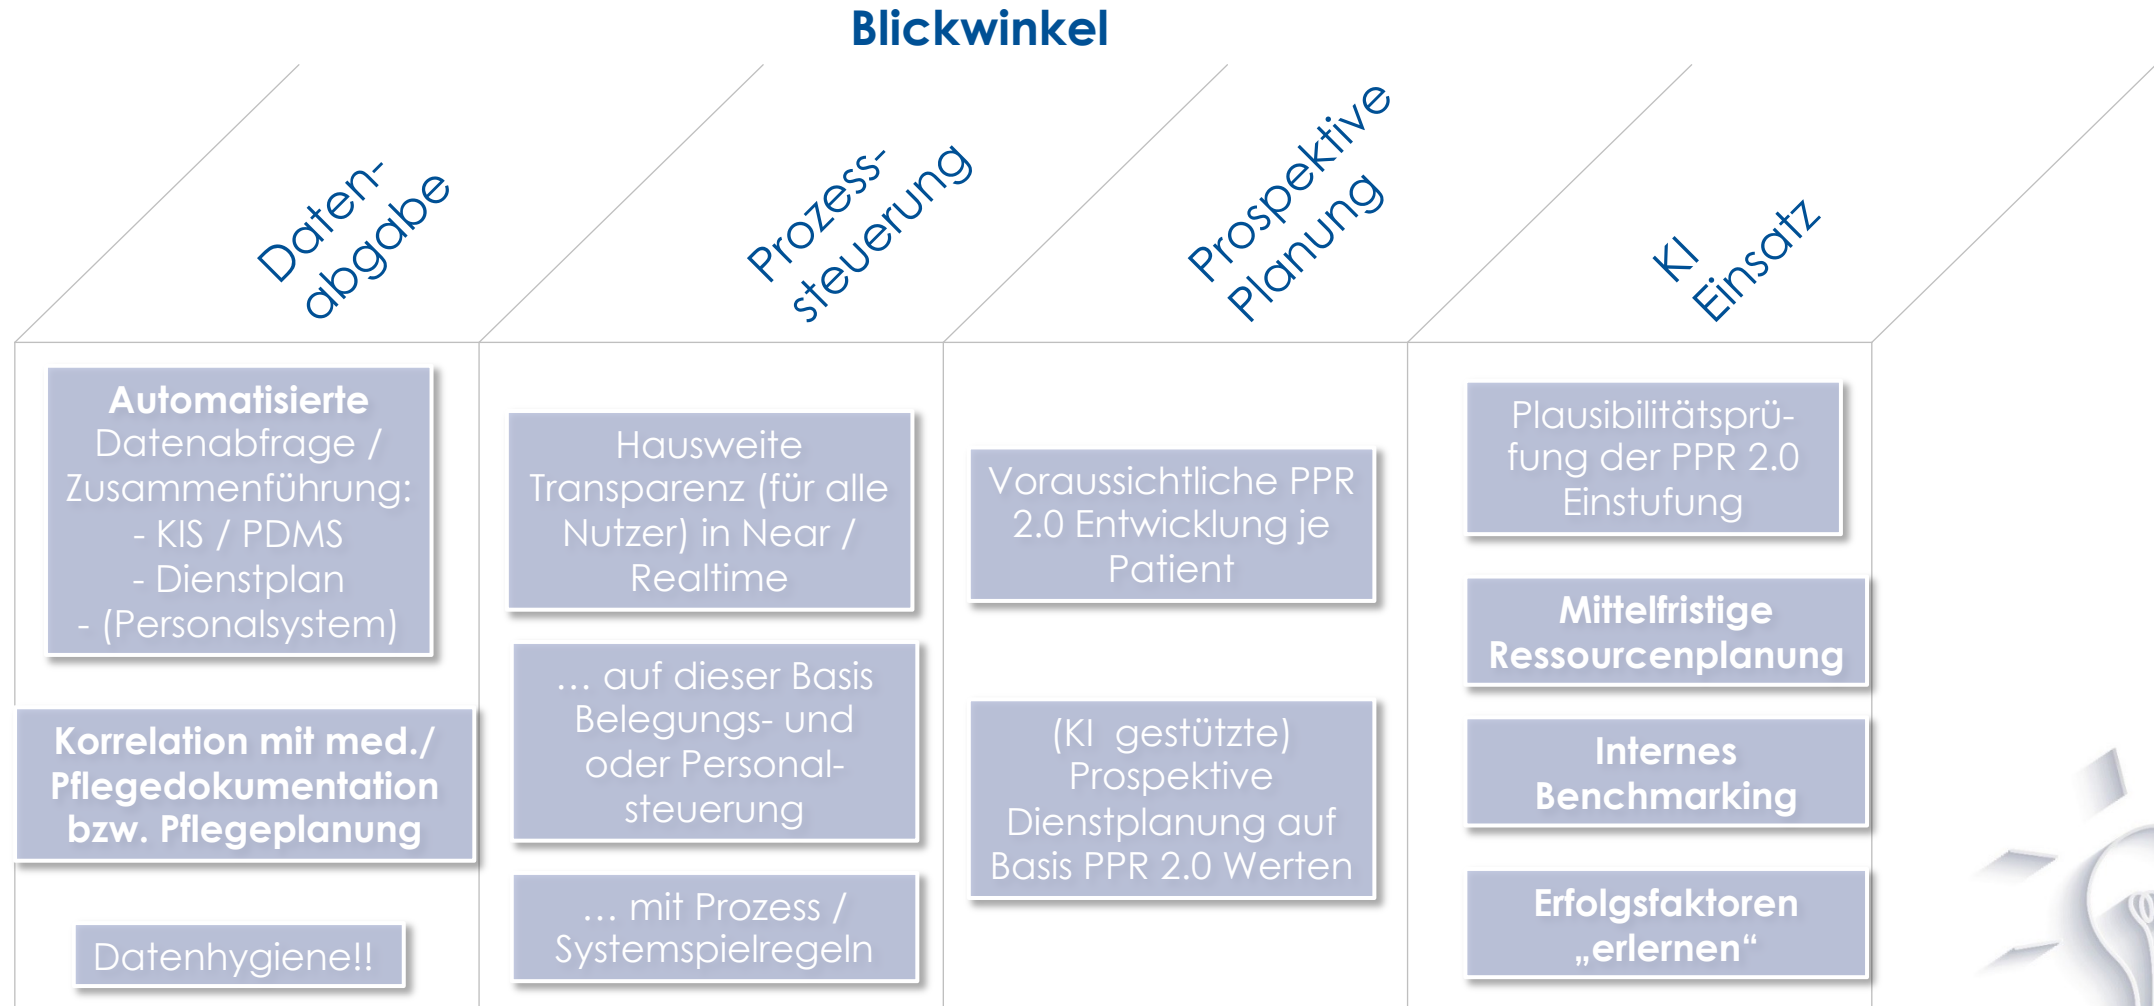 Blickwinkel
Daten-
abgabe
Prozess-
steuerung
Prospektive
Planung
KI
Einsatz
Automatisierte
Datenabfrage /
Zusammenführung:
- KIS / PDMS
- Dienstplan
- (Personalsystem)
Korrelation mit med./
Pflegedokumentation
bzw. Pflegeplanung
Datenhygiene!!
Hausweite
Transparenz (für alle
Nutzer) in Near /
Realtime
... auf dieser Basis
Belegungs- und
oder Personal-
steuerung
... mit Prozess /
Systemspielregeln
Voraussichtliche PPR
2.0 Entwicklung je
Patient
(KI gestützte)
Prospektive
Dienstplanung auf
Basis PPR 2.0 Werten
Plausibilitätsprü-
fung der PPR 2.0
Einstufung
Mittelfristige
Ressourcenplanung
Internes
Benchmarking
Erfolgsfaktoren
„erlernen“